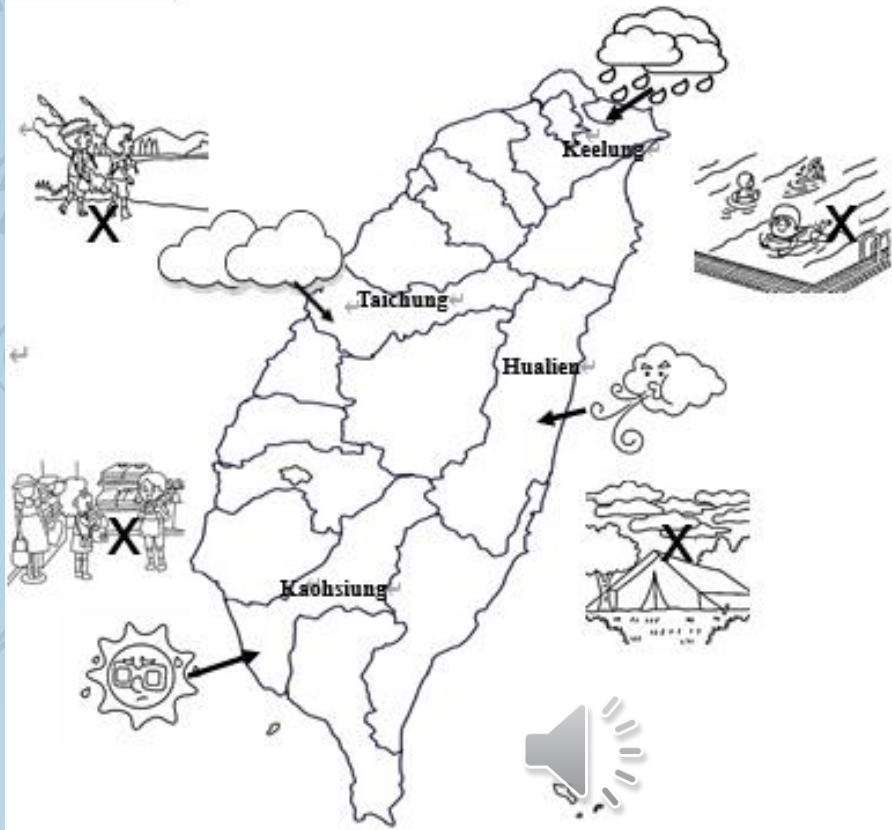 Keelung
Taichung
Hualien
Kaohsiung
X
X
X
X